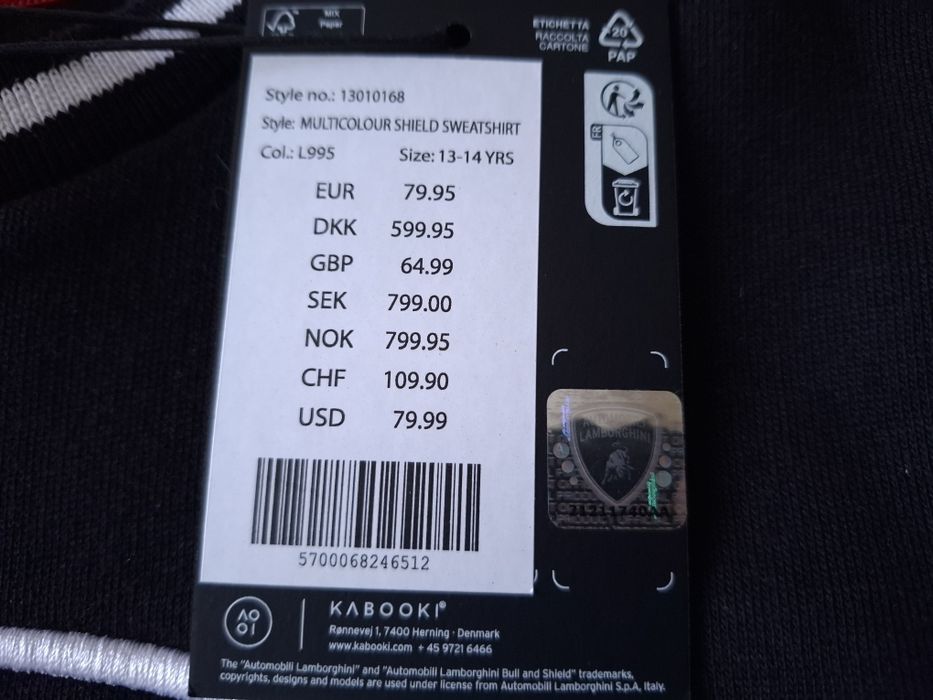 MIX
Paper
ETICHETTA
RACCOLTA
CARTONE
20
PAP
FR
Style no.: 13010168
Style: MULTICOLOUR SHIELD SWEATSHIRT
Col.: L995 Size: 13-14 YRS
EUR 79.95
DKK 599.95
GBP 64.99
SEK 799.00
NOK 799.95
CHF 109.90
USD 79.99
5700068246512
AUTOMOBILI
LAMBORGHINI
KABOOKI®
Rønnevej 1, 7400 Herning · Denmark
www.kabooki.com + 45 9721 6466
The "Automobili Lamborghini" and "Automobili Lamborghini Bull and Shield" trademarks,
copyrights, designs and models are used under license from Automobili Lamborghini S.p.A, Italy.